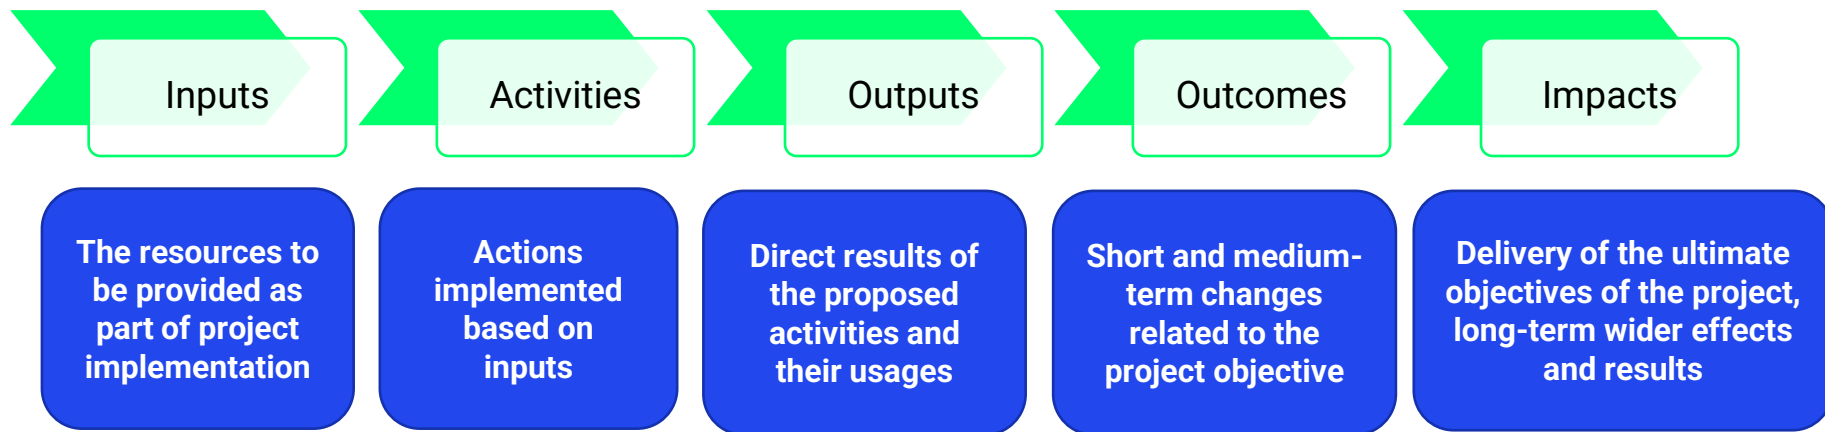 Inputs
Activities
Outputs
Outcomes
Impacts
The resources to
be provided as
part of project
implementation
Actions
implemented
based on
inputs
Direct results of
the proposed
activities and
their usages
Short and medium-
term changes
related to the
project objective
Delivery of the ultimate
objectives of the project,
long-term wider effects
and results